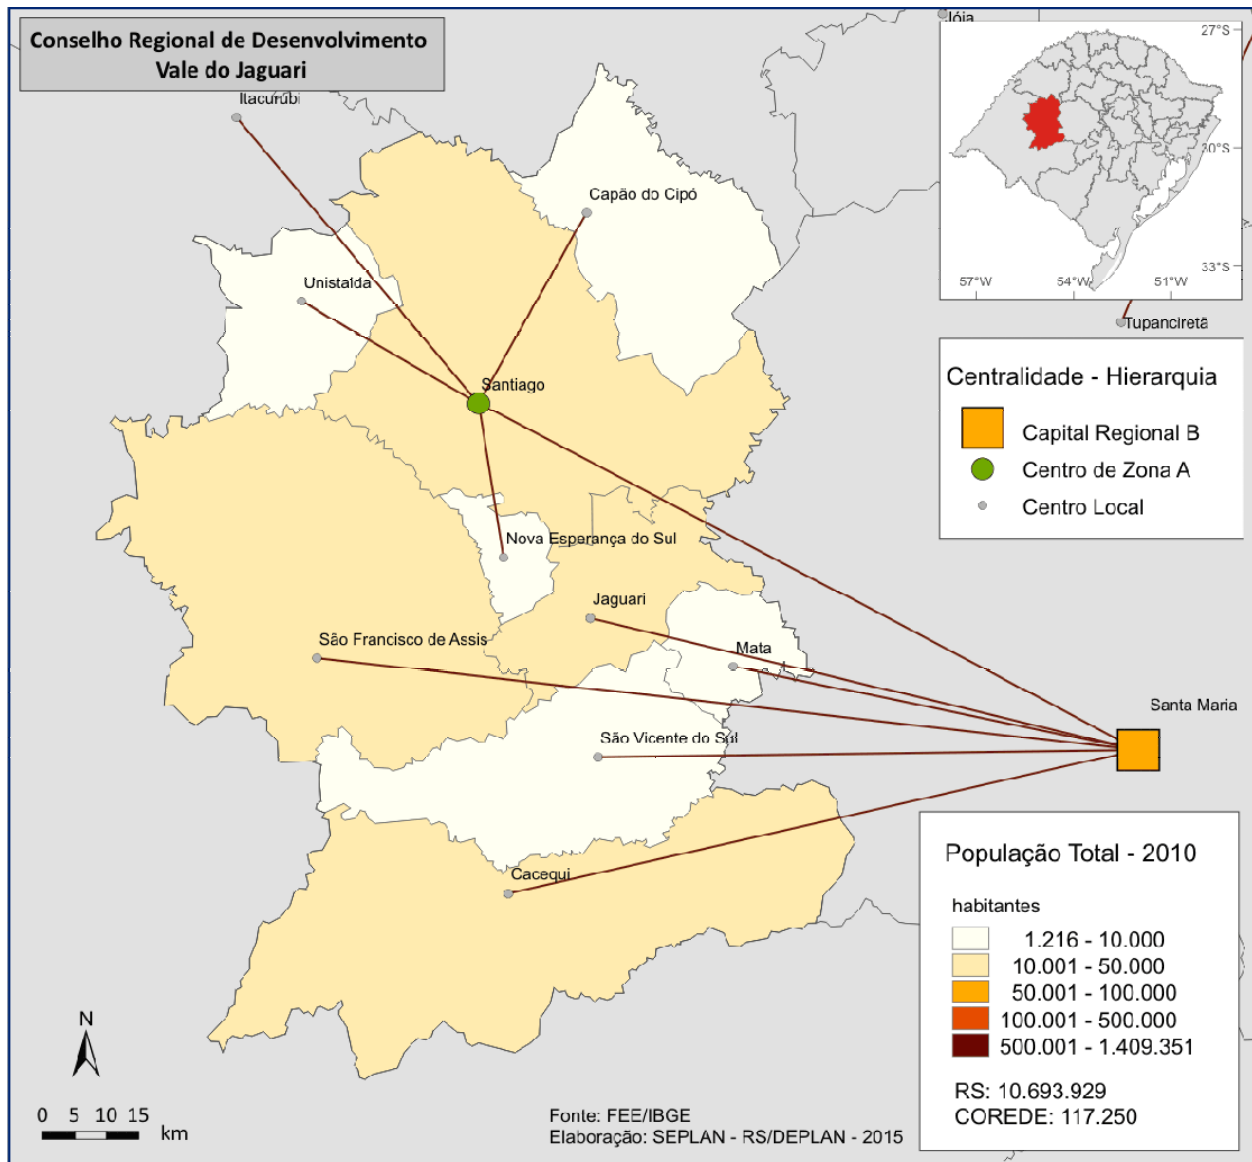 Conselho Regional de Desenvolvimento
Vale do Jaguari
Jóia
Itacurubi
Capão do Cipó
Unistalda
Santiago
Nova Esperança do Sul
Jaguari
São Francisco de Assis
Mata
Santa Maria
São Vicente do Sul
Cacequi
Tupanciretã
27°S
30°S
33°S
57°W
54°W
51°W
Centralidade - Hierarquia
Capital Regional B
Centro de Zona A
Centro Local
População Total - 2010
habitantes
1.216 - 10.000
10.001 - 50.000
50.001 - 100.000
100.001 - 500.000
500.001 - 1.409.351
RS: 10.693.929
COREDE: 117.250
N
0 5 10 15
km
Fonte: FEE/IBGE
Elaboração: SEPLAN - RS/DEPLAN - 2015